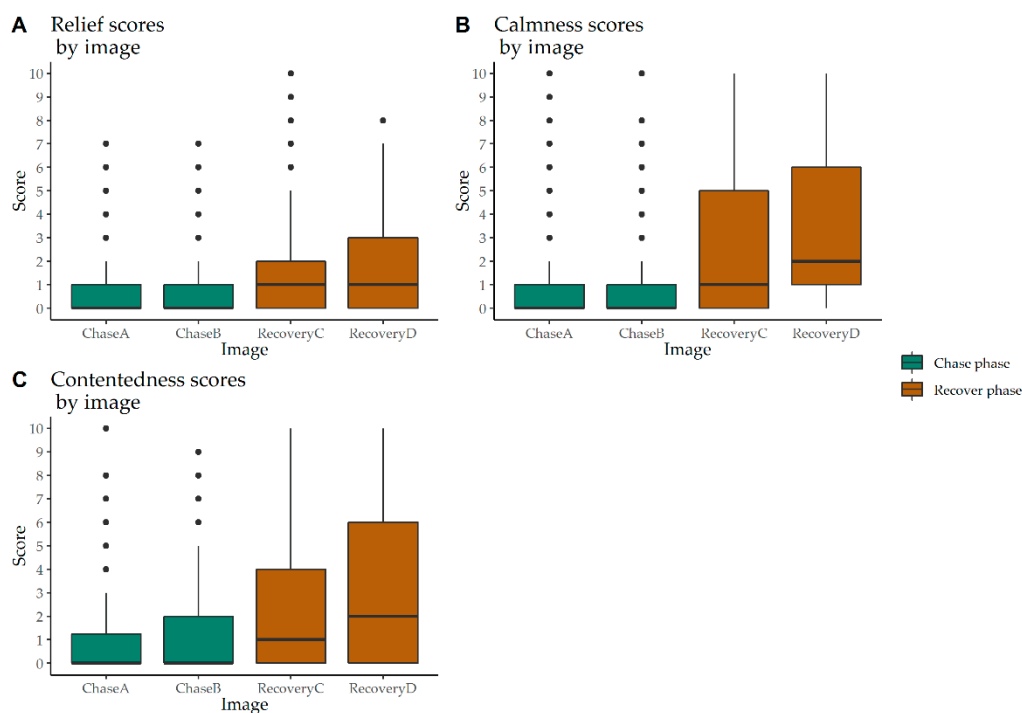 A Relief scores
by image
Score
10
9
8
7
6
5
4
3
2
1
0
ChaseA ChaseB RecoveryC RecoveryD
Image
B Calmness scores
by image
Score
10
9
8
7
6
5
4
3
2
1
0
ChaseA ChaseB RecoveryC RecoveryD
Image
Chase phase
Recover phase
C Contentedness scores
by image
Score
10
9
8
7
6
5
4
3
2
1
0
ChaseA ChaseB RecoveryC RecoveryD
Image